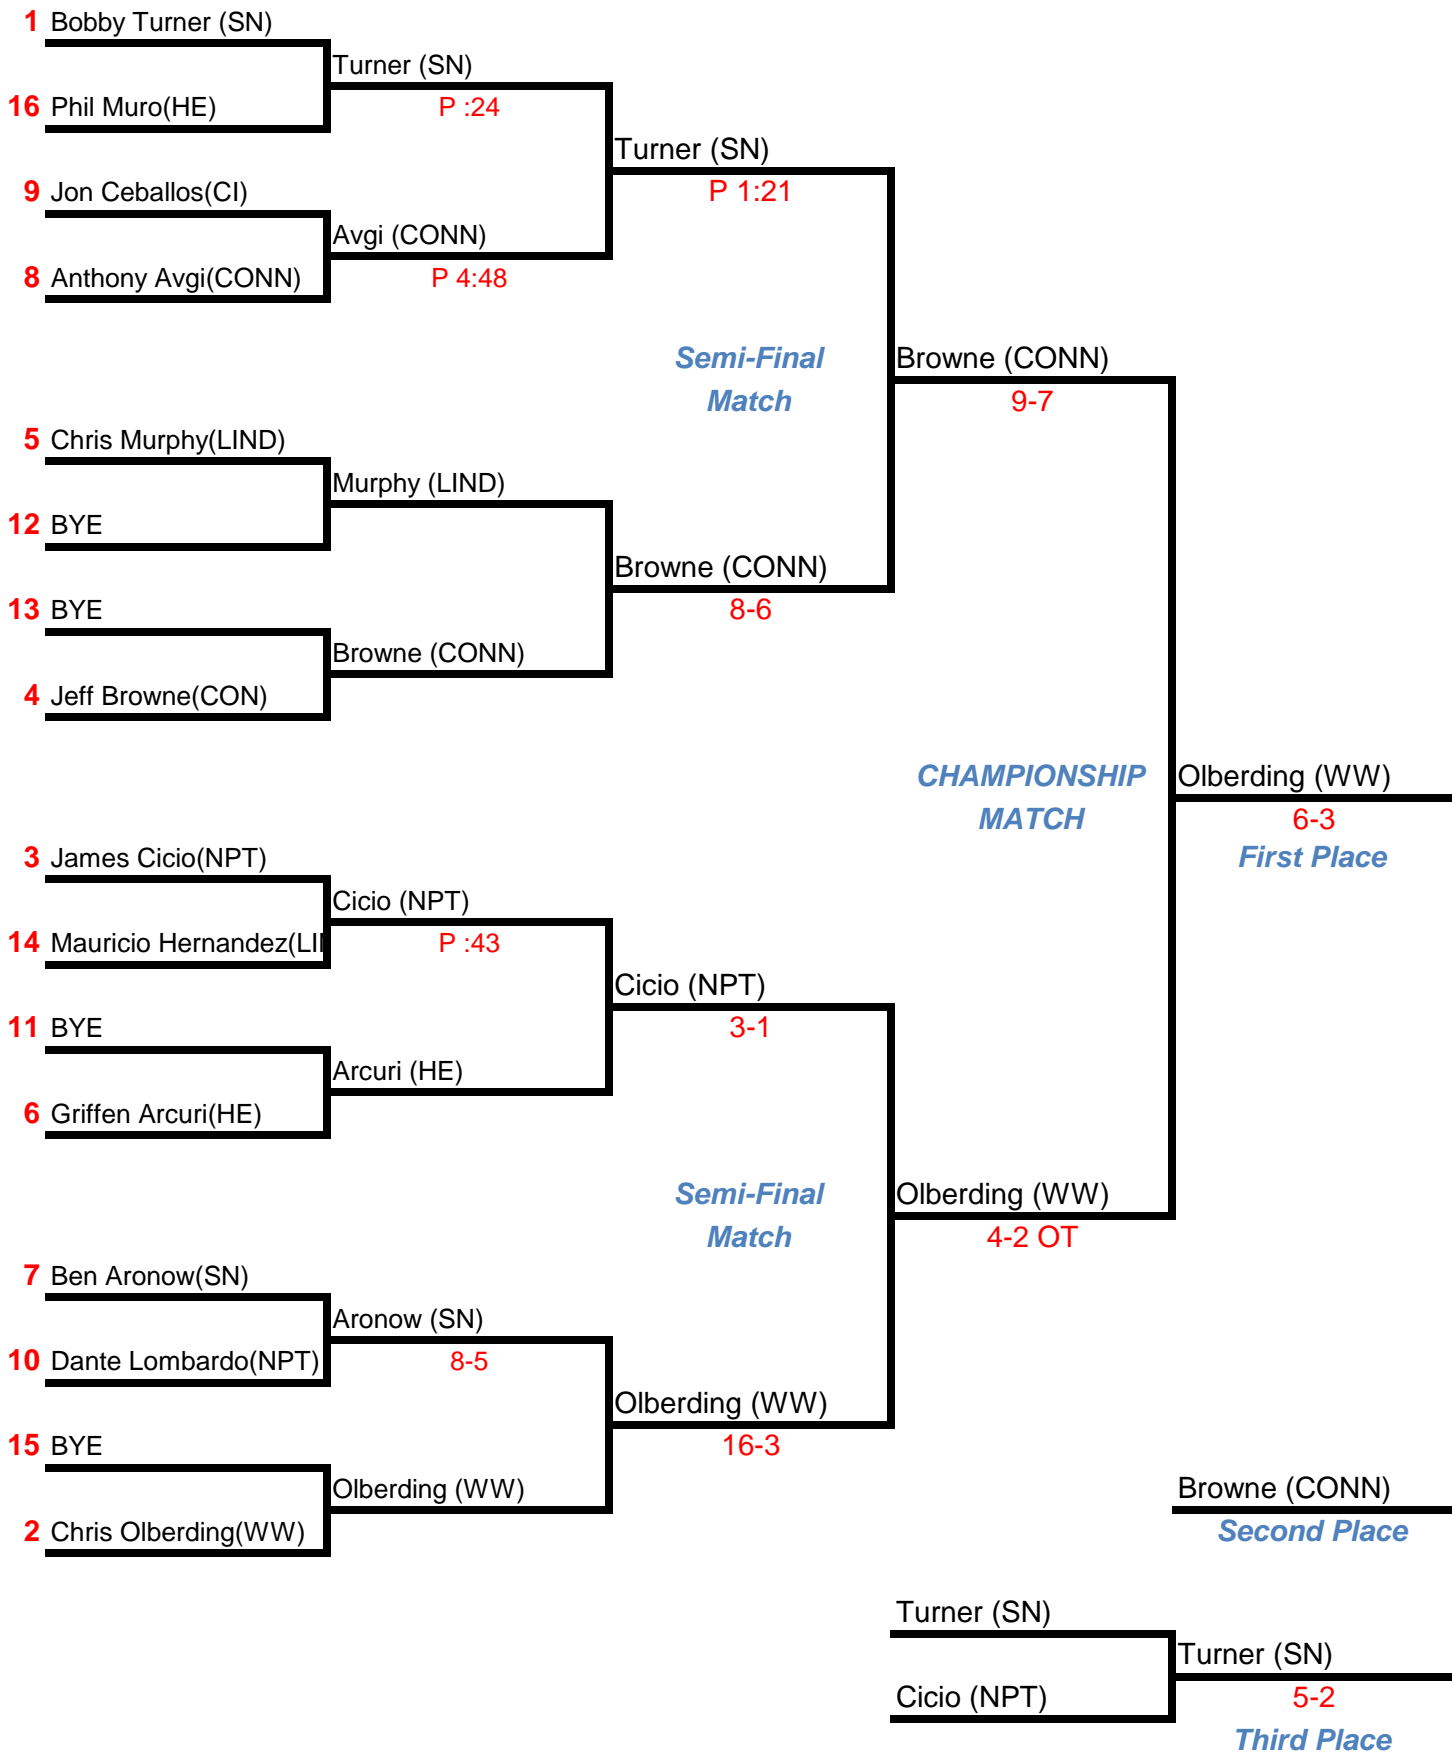 1 Bobby Turner (SN)
Turner (SN)
16 Phil Muro(HE)
P :24
Turner (SN)
P 1:21
9 Jon Ceballos(CI)
Avgi (CONN)
8 Anthony Avgi(CONN)
P 4:48
Semi-Final
Match
Browne (CONN)
9-7
5 Chris Murphy(LIND)
Murphy (LIND)
12 BYE
Browne (CONN)
8-6
13 BYE
Browne (CONN)
4 Jeff Browne(CON)
CHAMPIONSHIP
MATCH
Olberding (WW)
6-3
First Place
3 James Cicio(NPT)
Cicio (NPT)
14 Mauricio Hernandez(LI
P :43
Cicio (NPT)
3-1
11 BYE
Arcuri (HE)
6 Griffen Arcuri(HE)
Semi-Final
Match
Olberding (WW)
4-2 OT
7 Ben Aronow(SN)
Aronow (SN)
10 Dante Lombardo(NPT)
8-5
Olberding (WW)
16-3
15 BYE
Olberding (WW)
2 Chris Olberding(WW)
Browne (CONN)
Second Place
Turner (SN)
Turner (SN)
Cicio (NPT)
5-2
Third Place